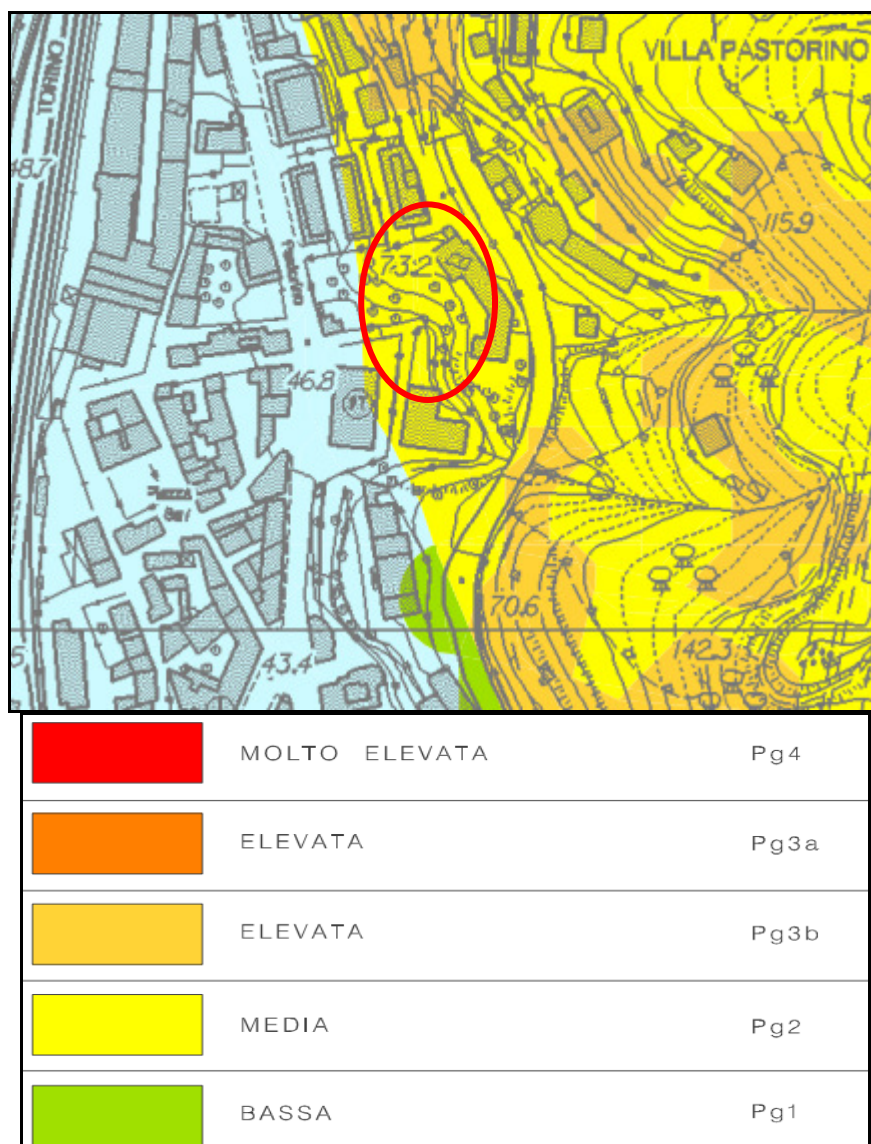 VILLA PASTORINO
TORINO
48.7
115.9
73.2
46.8
70.6
142.3
43.4
MOLTO ELEVATA Pg4
ELEVATA Pg3a
ELEVATA Pg3b
MEDIA Pg2
BASSA Pg1